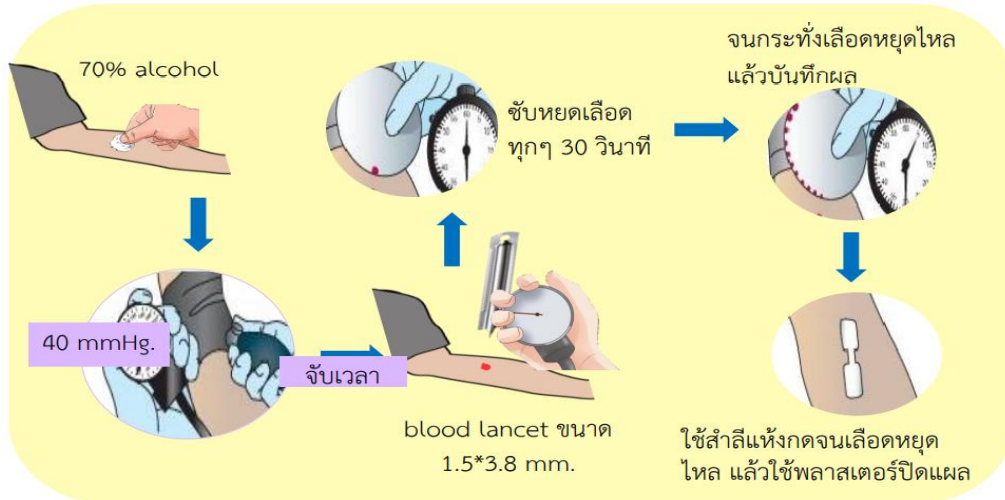 70% alcohol
40 mmHg.
จับเวลา
blood lancet ขนาด
1.5*3.8 mm.
ซับหยดเลือด
ทุกๆ 30 วินาที
จนกระทั่งเลือดหยุดไหล
แล้วบันทึกผล
ใช้สำลีแห้งกดจนเลือดหยุด
ไหล แล้วใช้พลาสเตอร์ปิดแผล